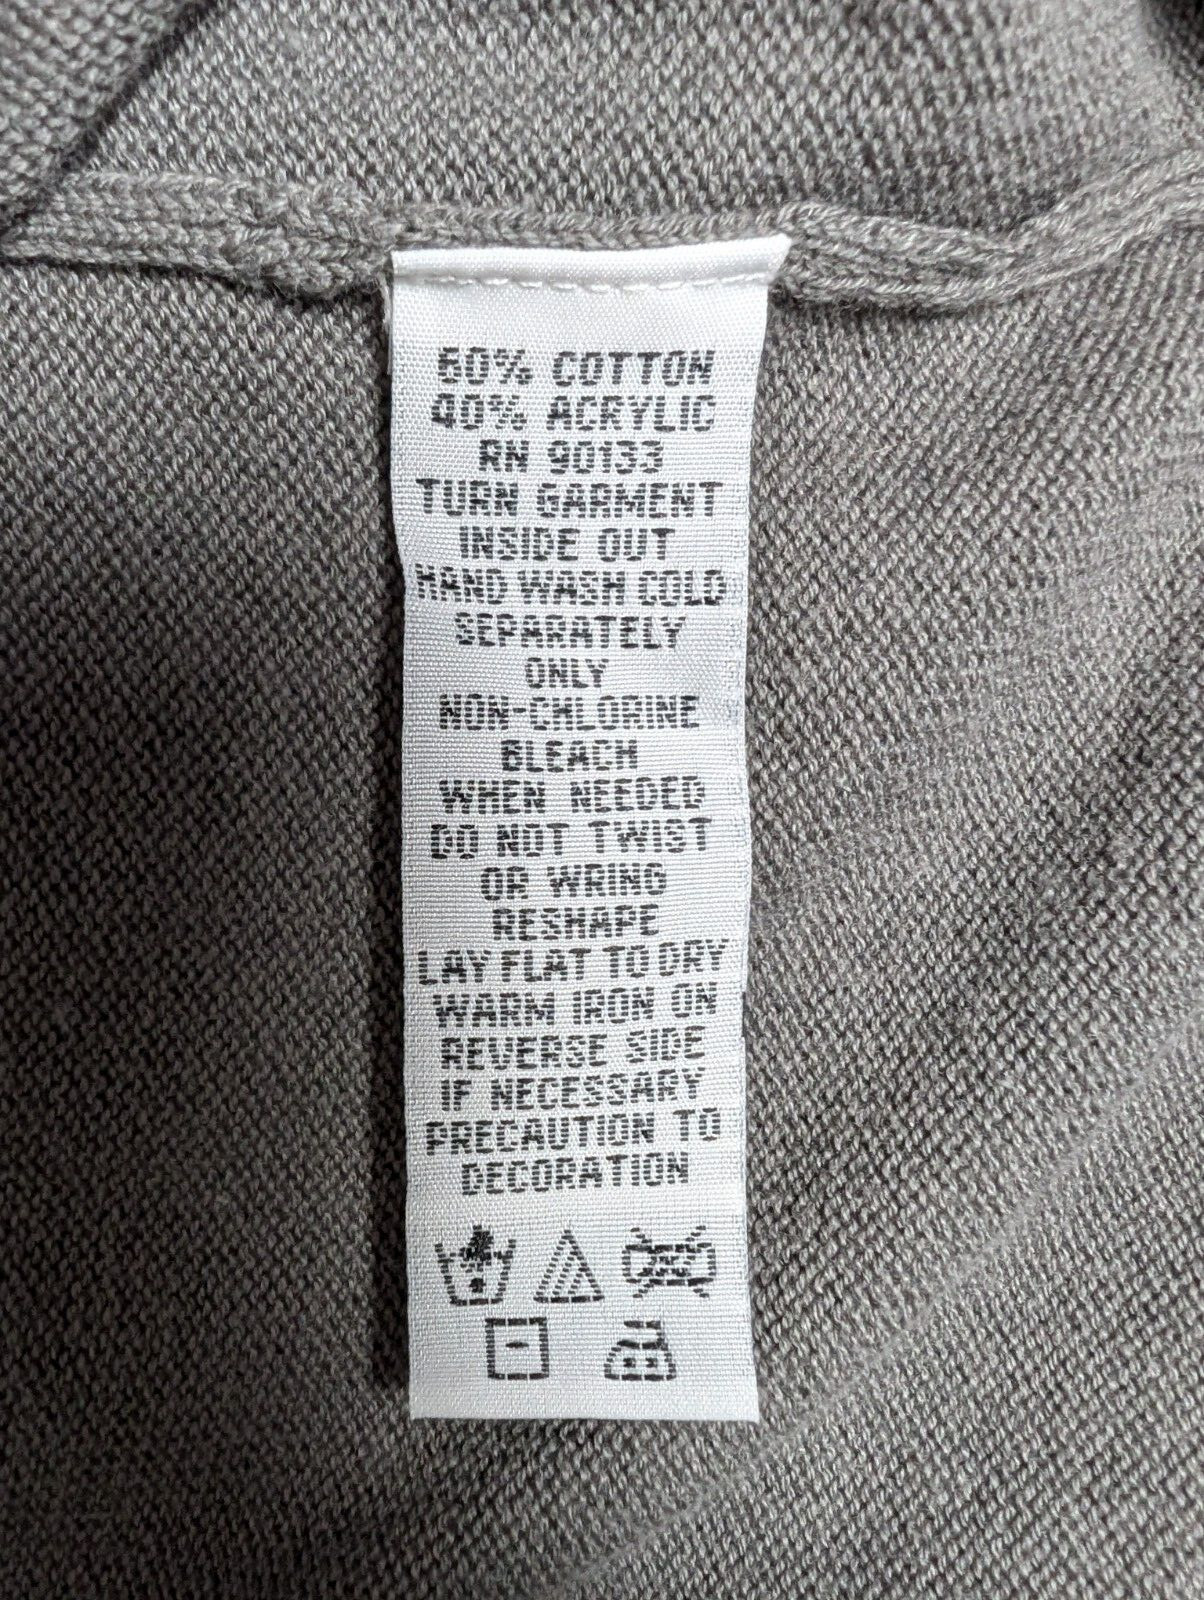 60% COTTON
40% ACRYLIC
RN 90133
TURN GARMENT
INSIDE OUT
HAND WASH COLD
SEPARATELY
ONLY
NON-CHLORINE
BLEACH
WHEN NEEDED
DO NOT TWIST
OR WRING
RESHAPE
LAY FLAT TO DRY
WARM IRON ON
REVERSE SIDE
IF NECESSARY
PRECAUTION TO
DECORATION